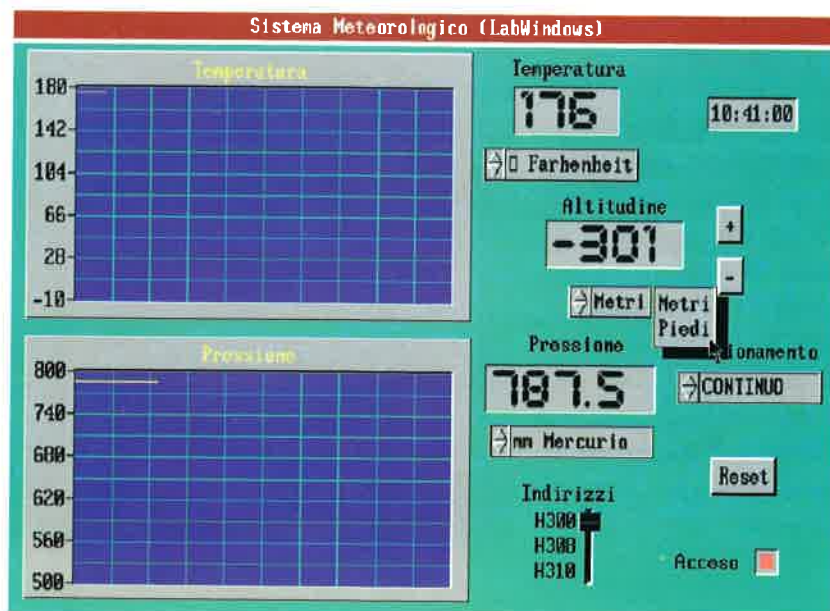 Sistema Meteorologico (LabWindows)
Temperatura
180
142
104
66
28
-10
Temperatura
176
10:41:00
Farhenheit
Altitudine
-301
+
-
Metri
Metri
Piedi
Pressione
800
740
680
620
560
500
Pressione
787.5
mm Mercurio
ionamento
CONTINUO
Reset
Indirizzi
H300
H308
H310
Acceso